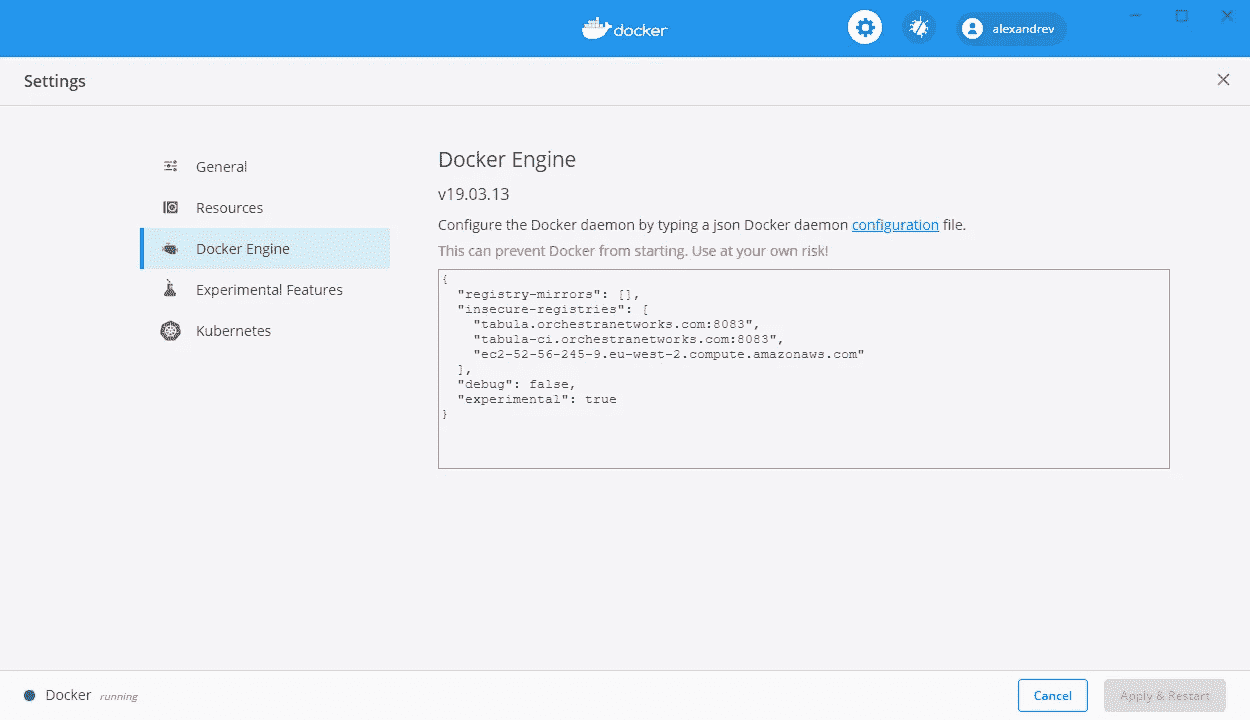 docker
alexandrev
Settings
General
Resources
Docker Engine
Experimental Features
Kubernetes
Docker Engine
v19.03.13
Configure the Docker daemon by typing a json Docker daemon configuration file.
This can prevent Docker from starting. Use at your own risk!
{
  "registry-mirrors": [],
  "insecure-registries": [
    "tabula.orchestranetworks.com:8083",
    "tabula-ci.orchestranetworks.com:8083",
    "ec2-52-56-245-9.eu-west-2.compute.amazonaws.com"
  ],
  "debug": false,
  "experimental": true
}
Docker running
Cancel
Apply & Restart